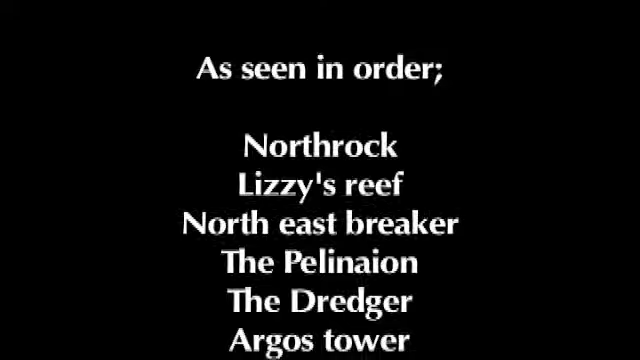 As seen in order;
Northrock
Lizzy's reef
North east breaker
The Pelinaion
The Dredger
Argos tower